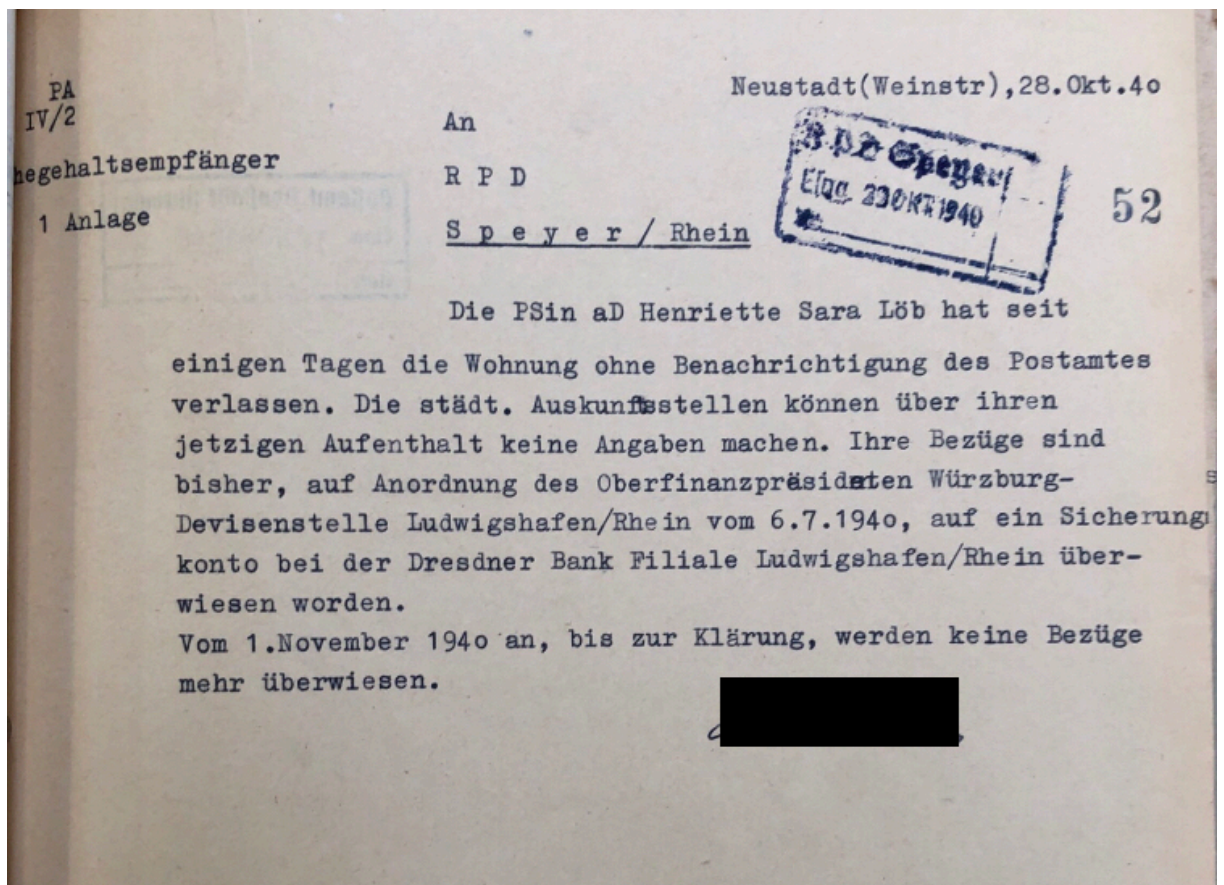 PA
IV/2
hegehaltsempfänger
1 Anlage
Neustadt(Weinstr),28.Okt.4o
An
R P D
S p e y e r / Rhein
R P D Speyer
Eing. 29OKT.1940
52
Die PSin aD Henriette Sara Löb hat seit
einigen Tagen die Wohnung ohne Benachrichtigung des Postamtes
verlassen. Die städt. Auskunftsstellen können über ihren
jetzigen Aufenthalt keine Angaben machen. Ihre Bezüge sind
bisher, auf Anordnung des Oberfinanzpräsidenten Würzburg-
Devisenstelle Ludwigshafen/Rhein vom 6.7.194o, auf ein Sicherungs
konto bei der Dresdner Bank Filiale Ludwigshafen/Rhein über-
wiesen worden.
Vom 1.November 194o an, bis zur Klärung, werden keine Bezüge
mehr überwiesen.